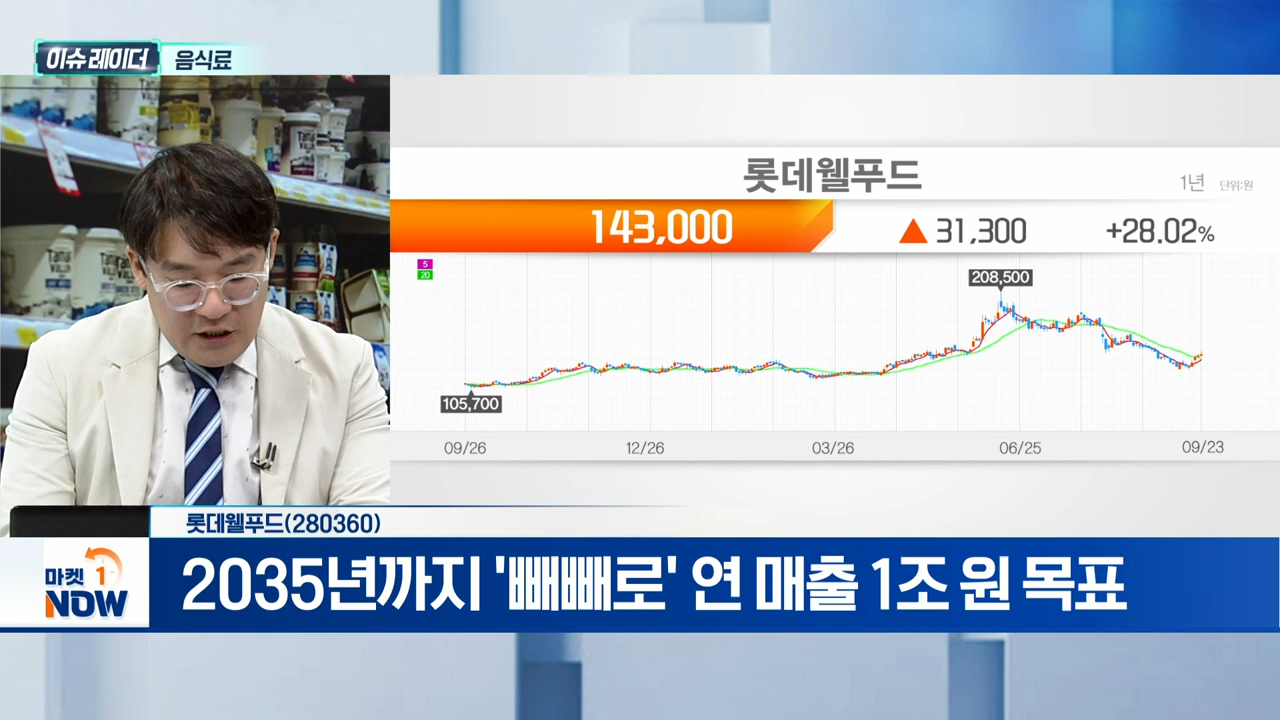 이슈 레이더 음식료
롯데웰푸드
1년 단위:원
143,000 ▲ 31,300 +28.02%
5
20
208,500
105,700
09/26 12/26 03/26 06/25 09/23
롯데웰푸드(280360)
마켓 1
NOW
2035년까지 '빼빼로' 연 매출 1조 원 목표